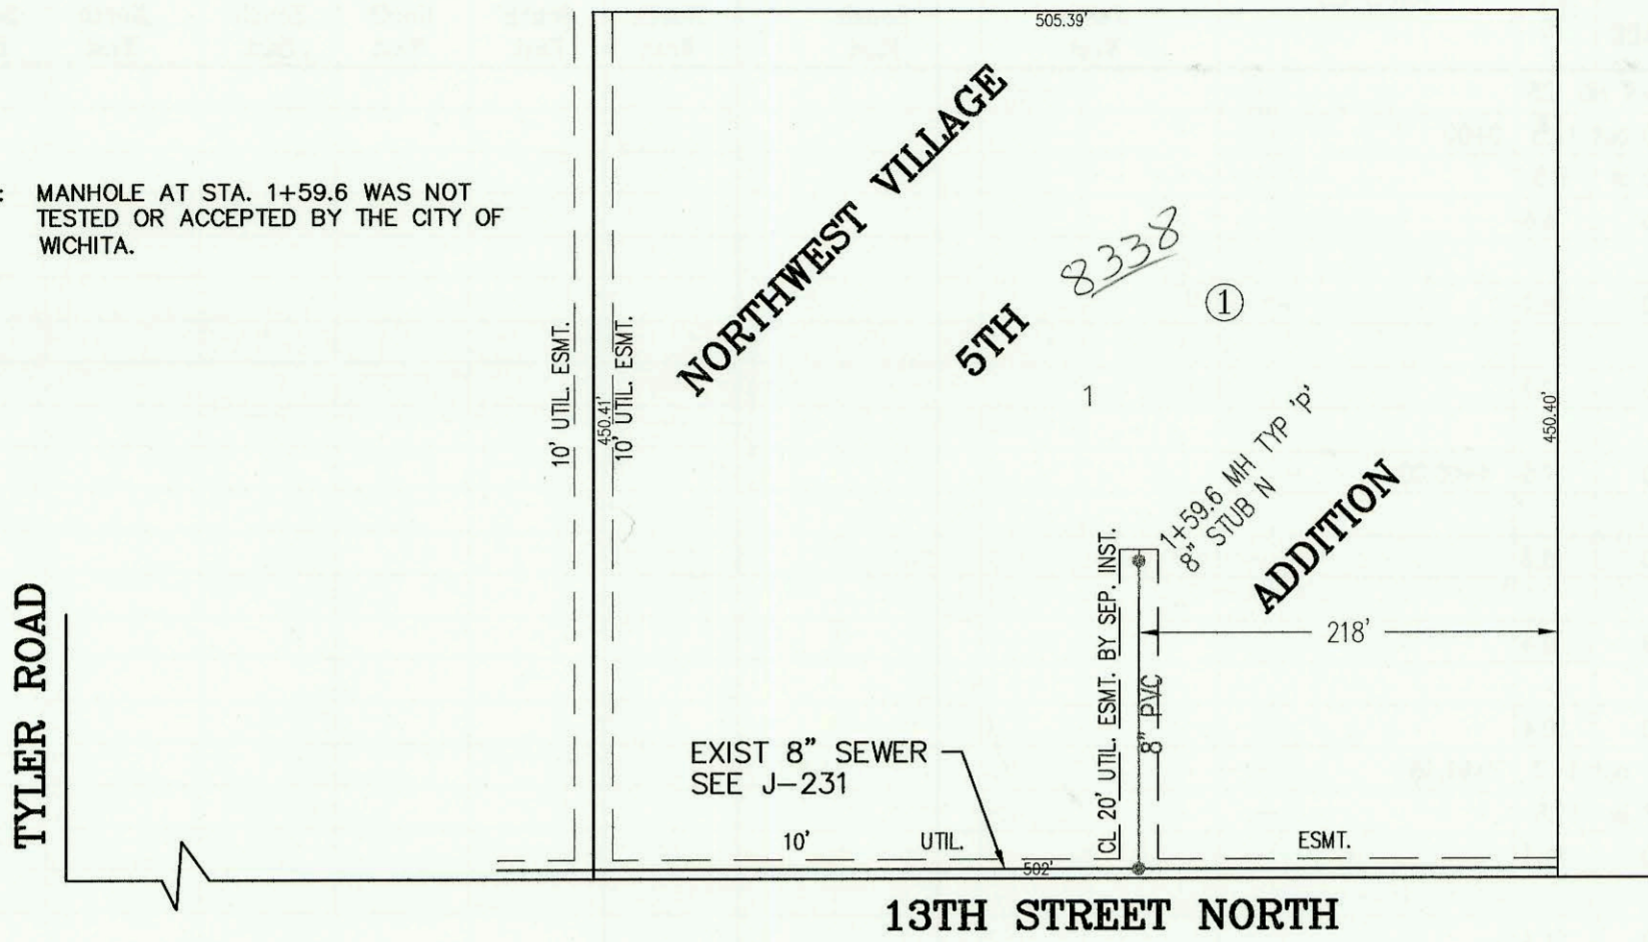 505.39'
: MANHOLE AT STA. 1+59.6 WAS NOT
TESTED OR ACCEPTED BY THE CITY OF
WICHITA.
NORTHWEST VILLAGE
5TH
8338
1
1
ADDITION
10' UTIL. ESMT.
450.41'
10' UTIL. ESMT.
450.40'
1+59.6 MH TYP 'P'
8" STUB N
CL 20' UTIL. ESMT. BY SEP. INST.
8" PVC
218'
EXIST 8" SEWER
SEE J-231
10' UTIL. ESMT.
502'
TYLER ROAD
13TH STREET NORTH